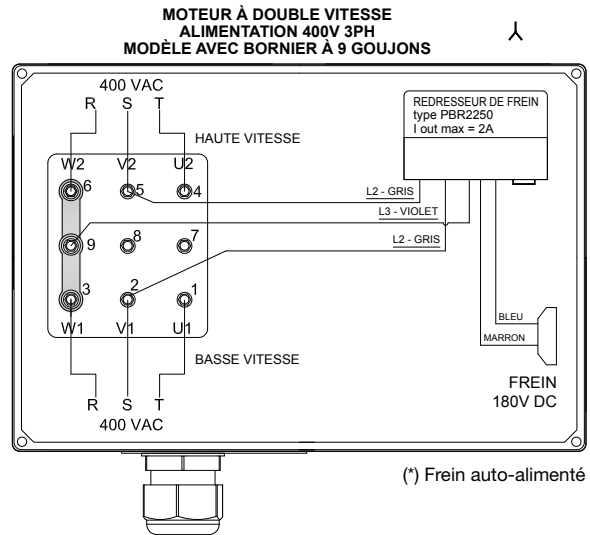 MOTEUR À DOUBLE VITESSE
ALIMENTATION 400V 3PH
MODÈLE AVEC BORNIER À 9 GOUJONS
400 VAC
R S T
HAUTE VITESSE
W2 V2 U2
6 5 4
9 8 7
3 2 1
W1 V1 U1
BASSE VITESSE
R S T
400 VAC
REDRESSEUR DE FREIN
type PBR2250
I out max = 2A
L2 - GRIS
L3 - VIOLET
L2 - GRIS
BLEU
MARRON
FREIN
180V DC
(*) Frein auto-alimenté